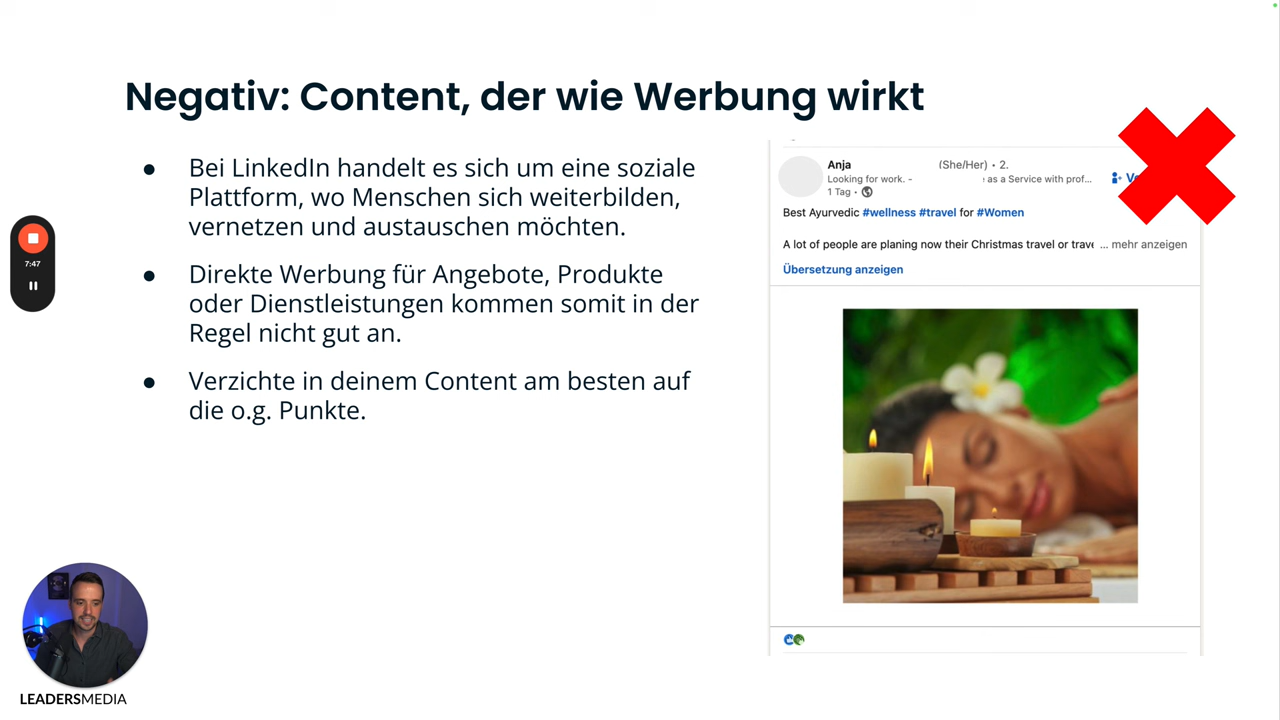 Negativ: Content, der wie Werbung wirkt
● Bei LinkedIn handelt es sich um eine soziale
Plattform, wo Menschen sich weiterbilden,
vernetzen und austauschen möchten.
● Direkte Werbung für Angebote, Produkte
oder Dienstleistungen kommen somit in der
Regel nicht gut an.
● Verzichte in deinem Content am besten auf
die o.g. Punkte.
Anja (She/Her) • 2.
Looking for work. - as a Service with prof...
1 Tag •
Best Ayurvedic #wellness #travel for #Women
A lot of people are planing now their Christmas travel or trave ... mehr anzeigen
Übersetzung anzeigen
7:47
LEADERSMEDIA